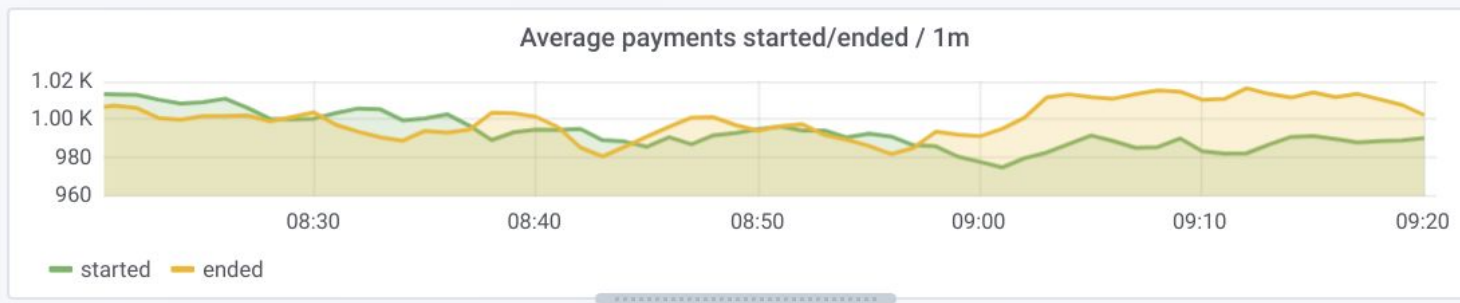 Average payments started/ended / 1m
1.02 K
1.00 K
980
960
08:30 08:40 08:50 09:00 09:10 09:20
started ended